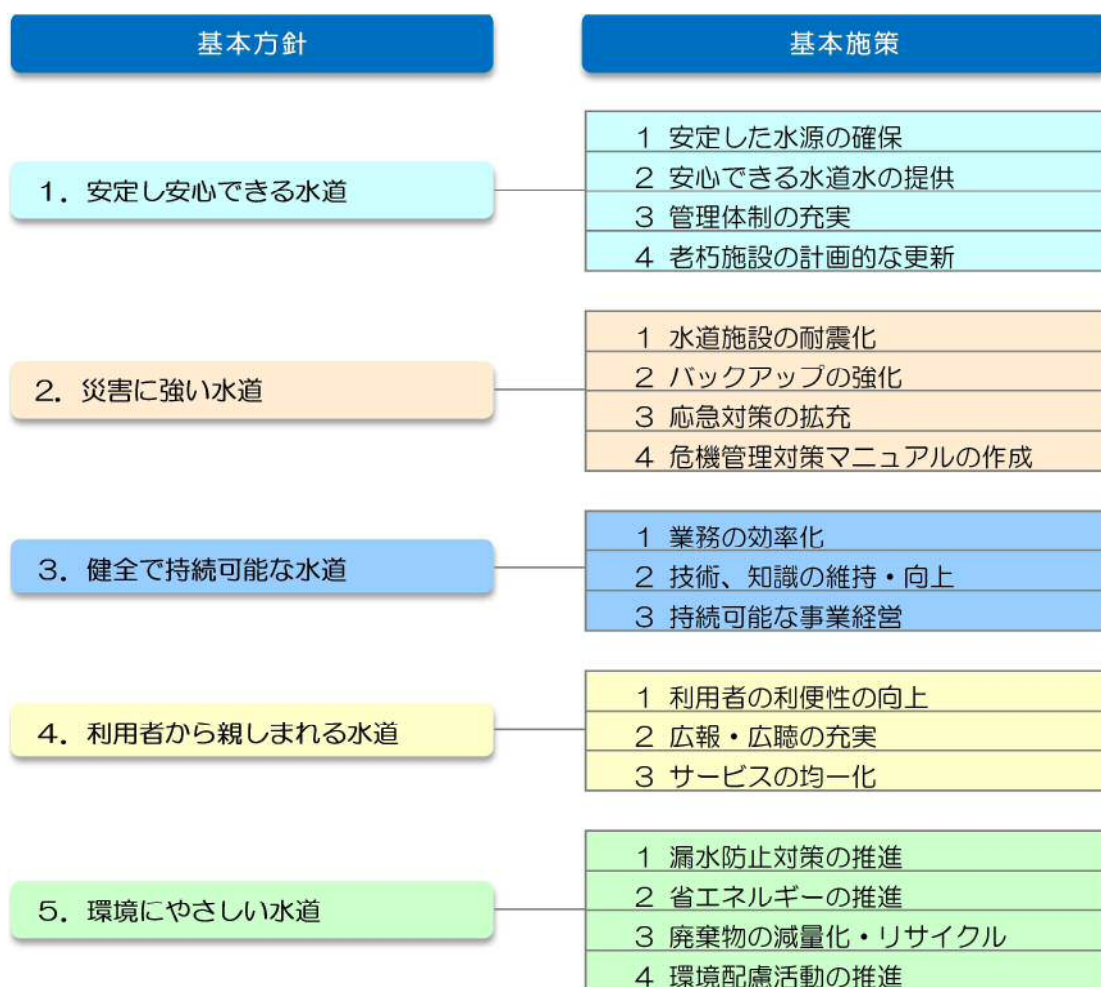 基本方針
基本施策
1．安定し安心できる水道
1 安定した水源の確保
2 安心できる水道水の提供
3 管理体制の充実
4 老朽施設の計画的な更新
2．災害に強い水道
1 水道施設の耐震化
2 バックアップの強化
3 応急対策の拡充
4 危機管理対策マニュアルの作成
3．健全で持続可能な水道
1 業務の効率化
2 技術、知識の維持・向上
3 持続可能な事業経営
4．利用者から親しまれる水道
1 利用者の利便性の向上
2 広報・広聴の充実
3 サービスの均一化
5．環境にやさしい水道
1 漏水防止対策の推進
2 省エネルギーの推進
3 廃棄物の減量化・リサイクル
4 環境配慮活動の推進